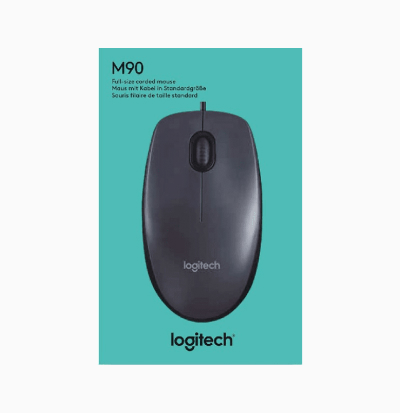 M90
Full-size corded mouse
Maus mit Kabel in Standardgröße
Souris filaire de taille standard
logitech
logitech